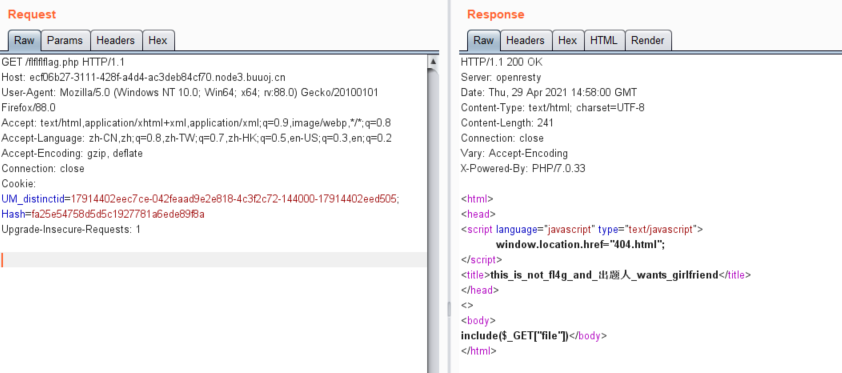 Request
Raw Params Headers Hex
GET /flflflflag.php HTTP/1.1
Host: ecf06b27-3111-428f-a4d4-ac3deb84cf70.node3.buuoj.cn
User-Agent: Mozilla/5.0 (Windows NT 10.0; Win64; x64; rv:88.0) Gecko/20100101
Firefox/88.0
Accept: text/html,application/xhtml+xml,application/xml;q=0.9,image/webp,*/*;q=0.8
Accept-Language: zh-CN,zh;q=0.8,zh-TW;q=0.7,zh-HK;q=0.5,en-US;q=0.3,en;q=0.2
Accept-Encoding: gzip, deflate
Connection: close
Cookie:
UM_distinctid=17914402eec7ce-042feaad9e2e818-4c3f2c72-144000-17914402eed505;
Hash=fa25e54758d5d5c1927781a6ede89f8a
Upgrade-Insecure-Requests: 1
Response
Raw Headers Hex HTML Render
HTTP/1.1 200 OK
Server: openresty
Date: Thu, 29 Apr 2021 14:58:00 GMT
Content-Type: text/html; charset=UTF-8
Content-Length: 241
Connection: close
Vary: Accept-Encoding
X-Powered-By: PHP/7.0.33
<html>
<head>
<script language="javascript" type="text/javascript">
window.location.href="404.html";
</script>
<title>this_is_not_fl4g_and_出题人_wants_girlfriend</title>
</head>
<>
<body>
include($_GET["file"])</body>
</html>